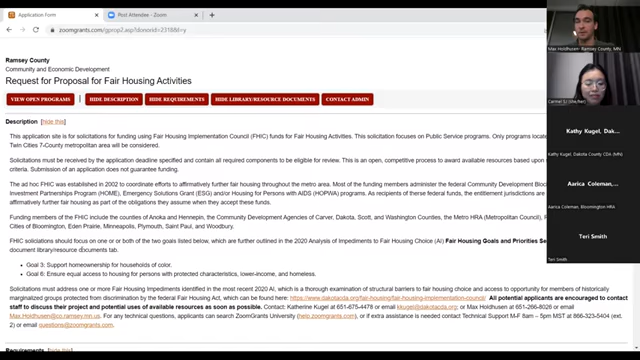 Application Form
Post Attendee - Zoom
zoomgrants.com/gprop2.asp?donorid=2318&f=y
Ramsey County
Community and Economic Development
Request for Proposal for Fair Housing Activities
VIEW OPEN PROGRAMS | HIDE DESCRIPTION HIDE REQUIREMENTS HIDE LIBRARY/RESOURCE DOCUMENTS CONTACT ADMIN
Description [hide this]
This application site is for solicitations for funding using Fair Housing Implementation Council (FHIC) funds for Fair Housing Activities. This solicitation focuses on Public Service programs. Only programs locate
Twin Cities 7-County metropolitan area will be considered.
Solicitations must be received by the application deadline specified and contain all required components to be eligible for review. This is an open, competitive process to award available resources based upon
criteria. Submission of an application does not guarantee funding.
The ad hoc FHIC was established in 2002 to coordinate efforts to affirmatively further fair housing throughout the metro area. Most of the funding members administer the federal Community Development Bloc
Investment Partnerships Program (HOME), Emergency Solutions Grant (ESG) and/or Housing for Persons with AIDS (HOPWA) programs. As recipients of these federal funds, the entitlement jurisdictions are
affirmatively further fair housing as part of the obligations they assume when they accept these funds.
Funding members of the FHIC include the counties of Anoka and Hennepin, the Community Development Agencies of Carver, Dakota, Scott, and Washington Counties, the Metro HRA (Metropolitan Council),
Cities of Bloomington, Eden Prairie, Minneapolis, Plymouth, Saint Paul, and Woodbury.
FHIC solicitations should focus on one or both of the two goals listed below, which are further outlined in the 2020 Analysis of Impediments to Fair Housing Choice (AI) Fair Housing Goals and Priorities Se
document library/resource documents tab.
• Goal 3: Support homeownership for households of color.
• Goal 6: Ensure equal access to housing for persons with protected characteristics, lower-income, and homeless.
Solicitations must address one or more Fair Housing Impediments identified in the most recent 2020 AI, which is a thorough examination of structural barriers to fair housing choice and access to opportunity for members of historically
marginalized groups protected from discrimination by the federal Fair Housing Act, which can be found here: https://www.dakotacda.org/fair-housing/fair-housing-implementation-council/ All potential applicants are encouraged to contact
staff to discuss their project and potential uses of available resources as soon as possible. Contact: Katherine Kugel at 651-675-4478 or email kkugel@dakotacda.org; or Max Holdhusen at 651-266-8026 or email
Max.Holdhusen@co.ramsey.mn.us. For any technical questions, applicants can search ZoomGrants University (help.zoomgrants.com), or if extra assistance is needed contact Technical Support M-F 8am – 5pm MST at 866-323-5404 (ext.
2) or email questions@zoomgrants.com.
Requirements [hide this]
Max Holdhusen, Ramsey County, MN
Carmel Si (she/her)
Kathy Kugel, Dak...
Kathy Kugel, Dakota County CDA (MN)
Aarica Coleman,...
Aarica Coleman, Bloomington HRA
Teri Smith
Teri Smith